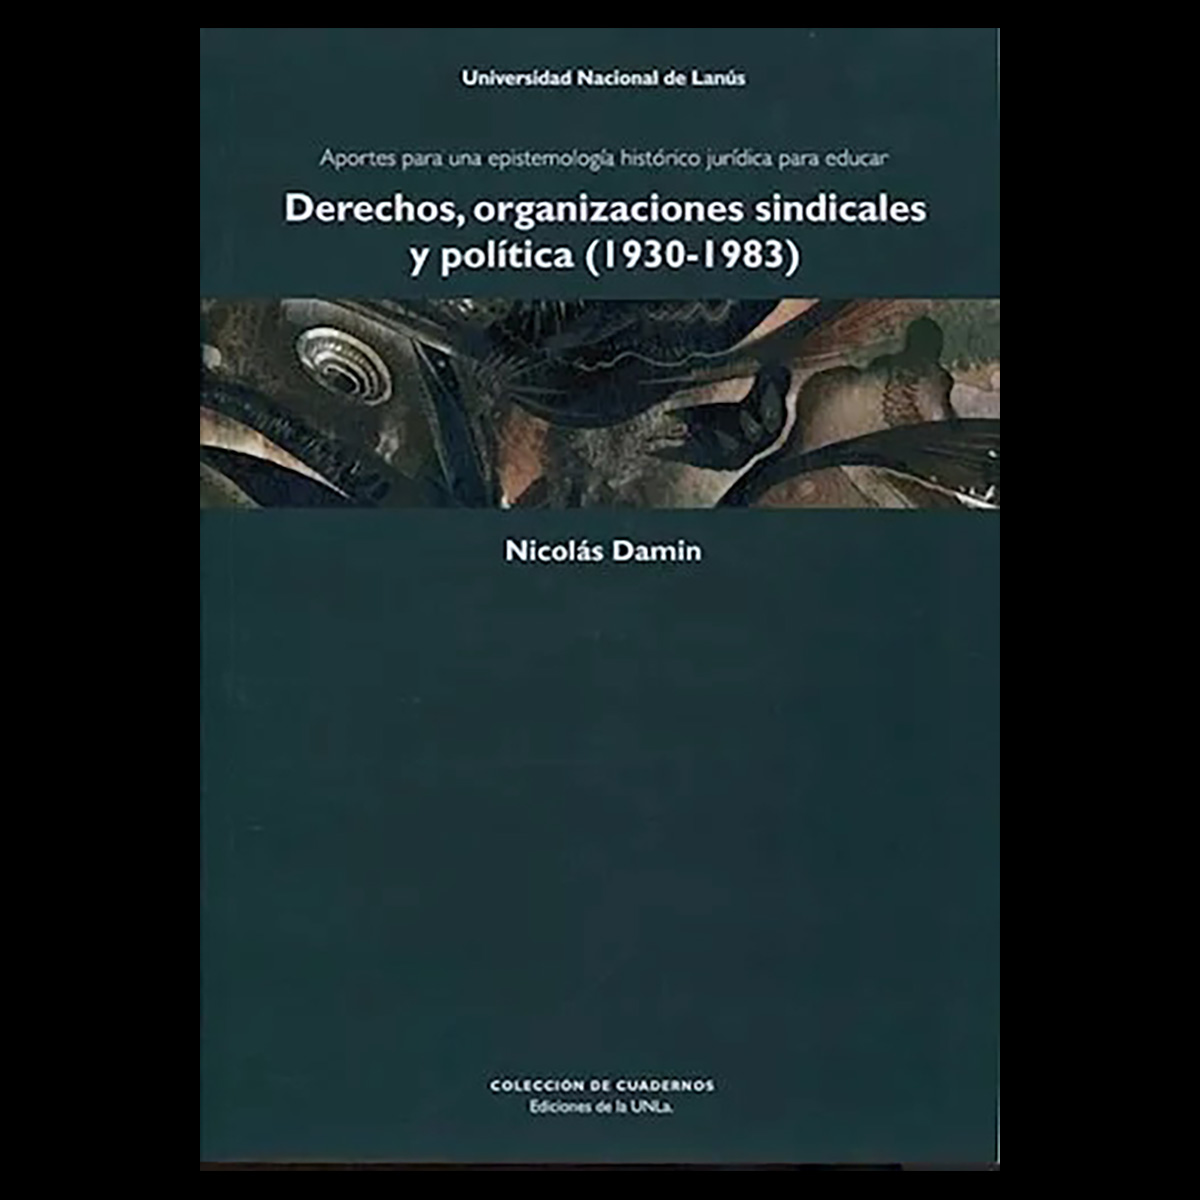 Universidad Nacional de Lanús
Aportes para una epistemología histórico jurídica para educar
Derechos, organizaciones sindicales
y política (1930-1983)
Nicolás Damin
COLECCIÓN DE CUADERNOS
Ediciones de la UNLa.